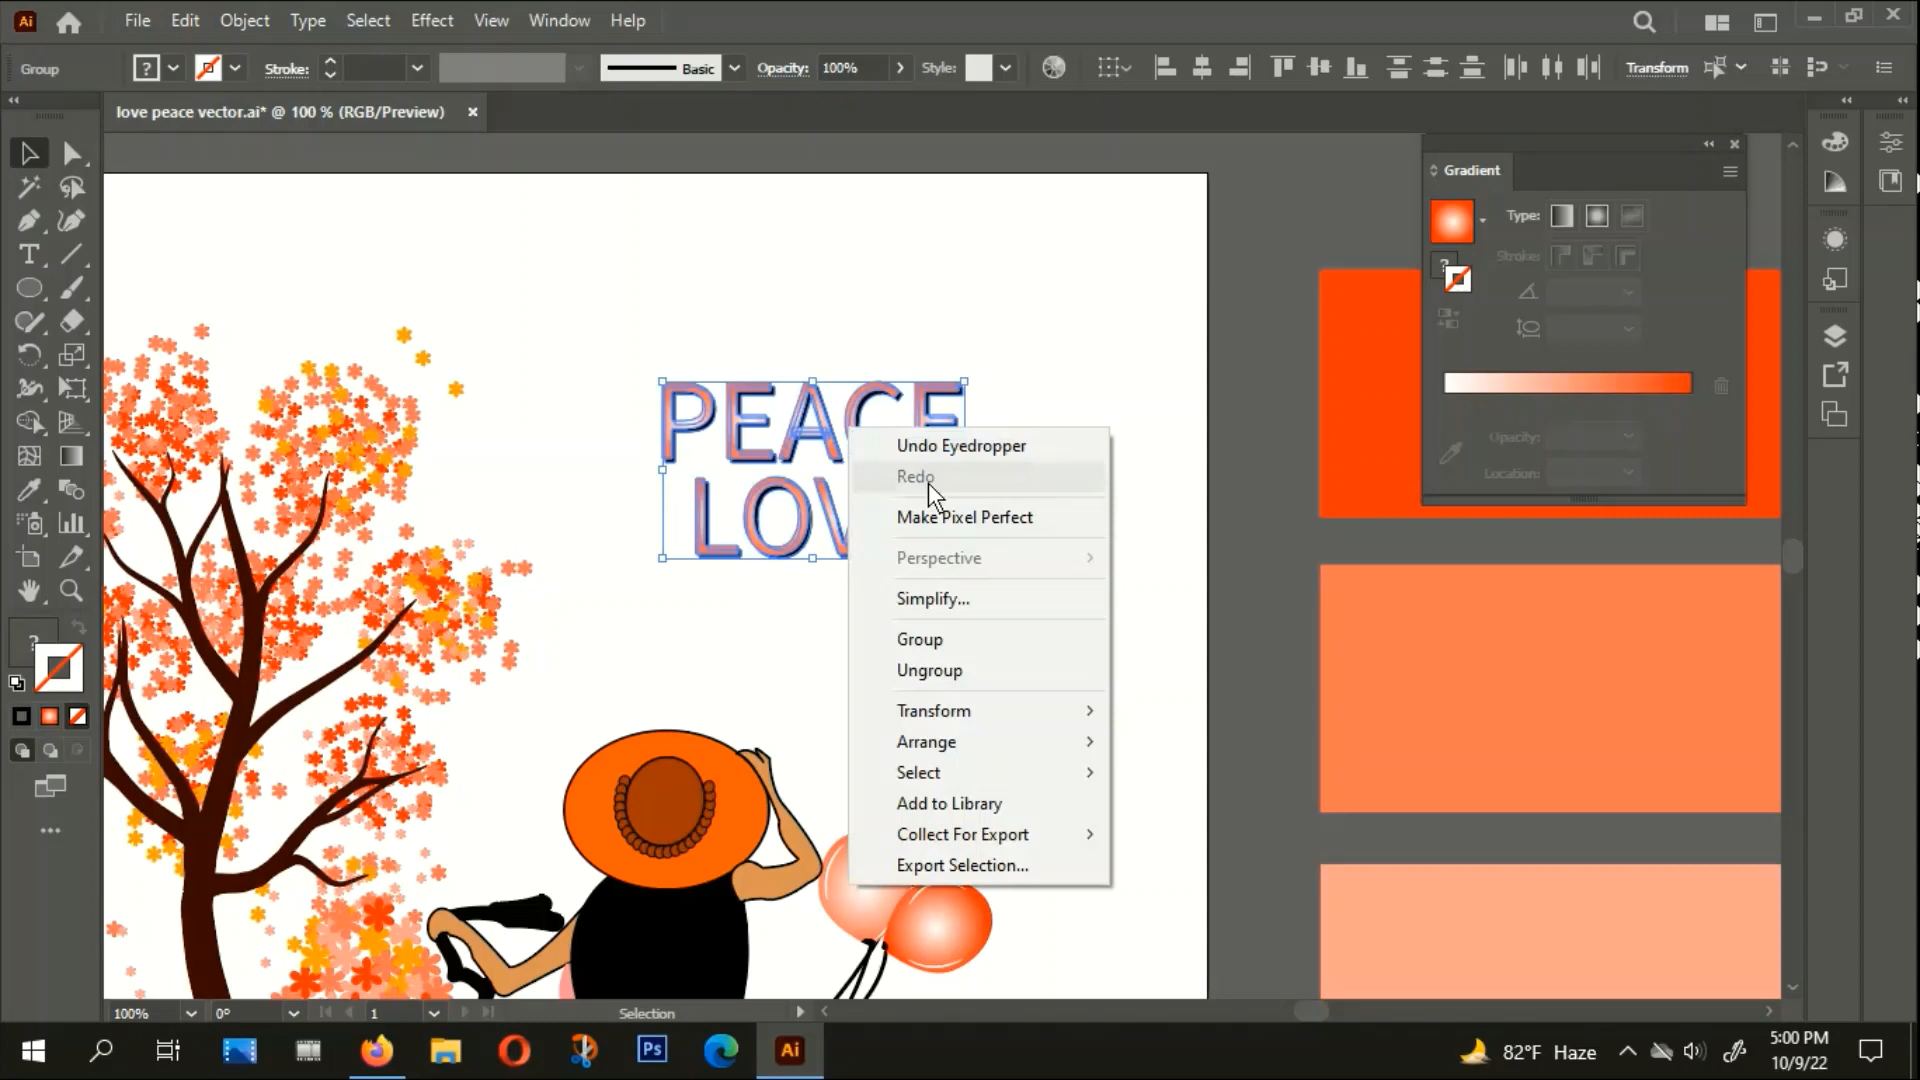 Ai File Edit Object Type Select Effect View Window Help
Group ? Stroke: Basic Opacity: 100% Style: Transform
love peace vector.ai* @ 100 % (RGB/Preview) ×
Gradient
Type:
Stroke:
?
Opacity:
Location:
PEACE
LOV
Undo Eyedropper
Redo
Make Pixel Perfect
Perspective
Simplify...
Group
Ungroup
Transform
Arrange
Select
Add to Library
Collect For Export
Export Selection...
?
100% 0° 1 Selection
Ps Ai 82°F Haze 5:00 PM
10/9/22